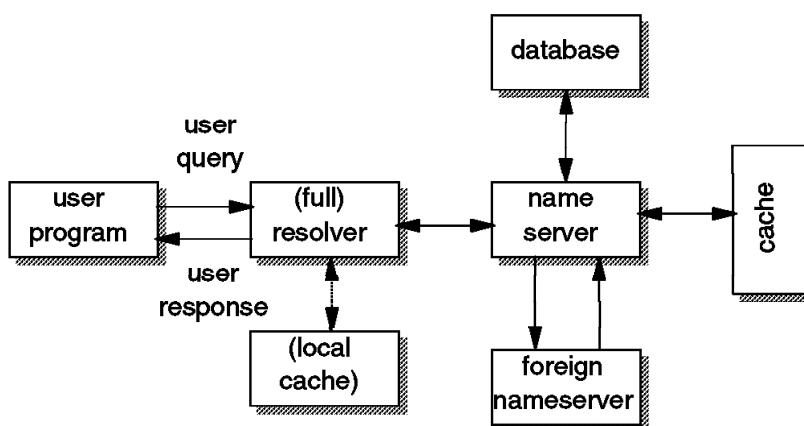 database
user
query
user
program
(full)
resolver
name
server
cache
user
response
(local
cache)
foreign
nameserver